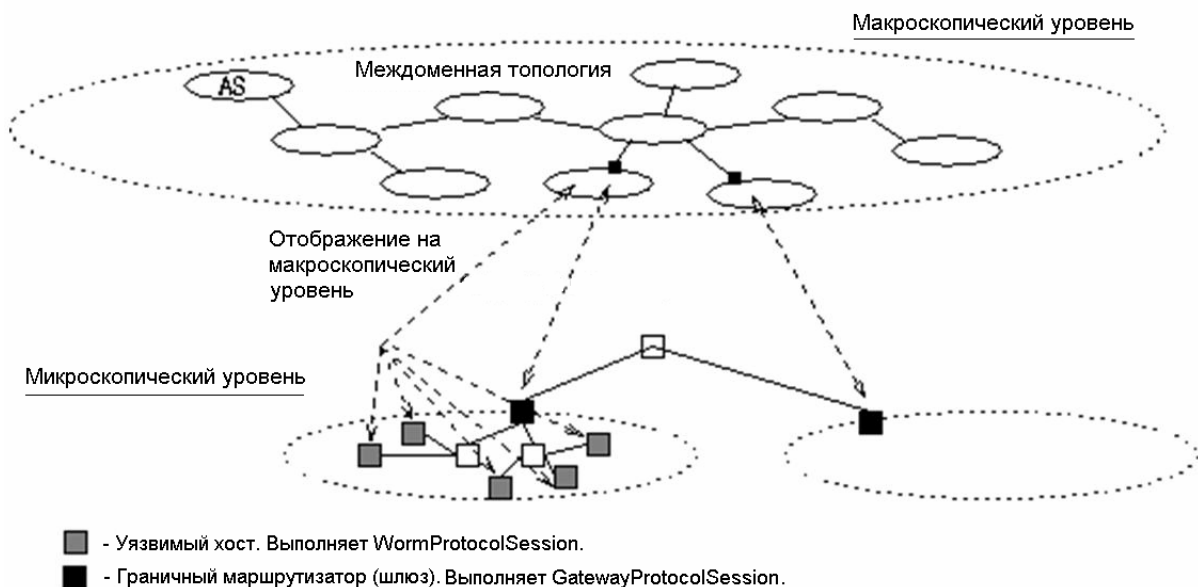 Макроскопический уровень
Междоменная топология
AS
Отображение на
макроскопический
уровень
Микроскопический уровень
- Уязвимый хост. Выполняет WormProtocolSession.
- Граничный маршрутизатор (шлюз). Выполняет GatewayProtocolSession.